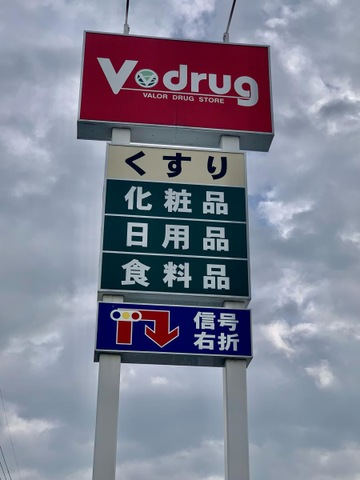 Vdrug
VALOR DRUG STORE
くすり
化粧品
日用品
食料品
信号
右折